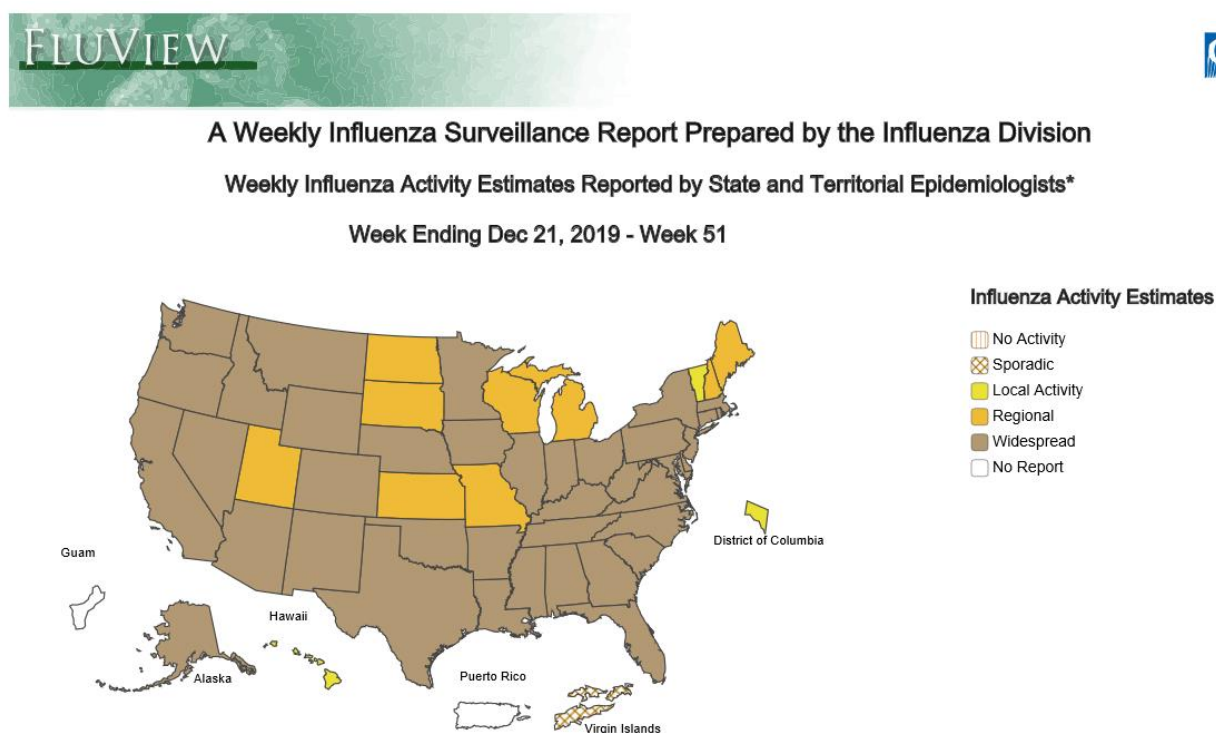 FLUVIEW
A Weekly Influenza Surveillance Report Prepared by the Influenza Division
Weekly Influenza Activity Estimates Reported by State and Territorial Epidemiologists*
Week Ending Dec 21, 2019 - Week 51
Influenza Activity Estimates
No Activity
Sporadic
Local Activity
Regional
Widespread
No Report
District of Columbia
Guam
Hawaii
Alaska
Puerto Rico
Virgin Islands